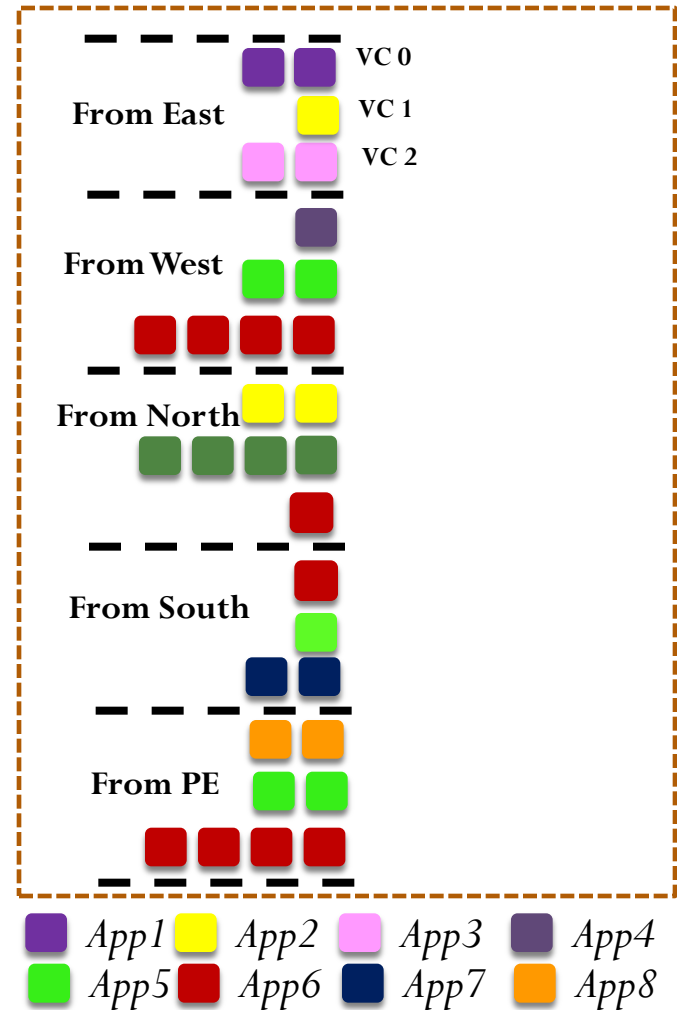 VC 0
From East
VC 1
VC 2
From West
From North
From South
From PE
App1 App2 App3 App4
App5 App6 App7 App8